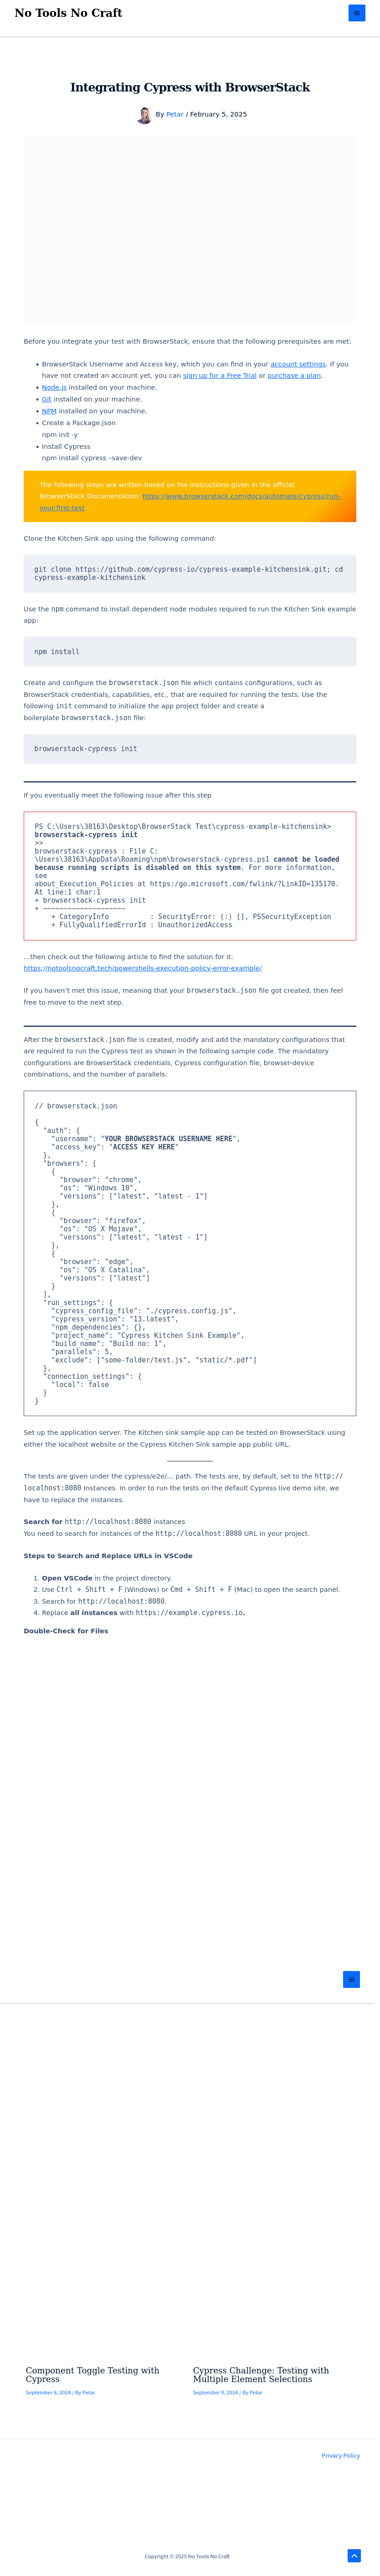 No Tools No Craft
Integrating Cypress with BrowserStack
By Petar / February 5, 2025
Before you integrate your test with BrowserStack, ensure that the following prerequisites are met:
• BrowserStack Username and Access key, which you can find in your account settings. If you
have not created an account yet, you can sign up for a Free Trial or purchase a plan.
• Node.js installed on your machine.
• Git installed on your machine.
• NPM installed on your machine.
• Create a Package.json
npm init -y
• Install Cypress
npm install cypress –save-dev
The following steps are written based on the instructions given in the official
BrowserStack Documentation: https://www.browserstack.com/docs/automate/cypress/run-
your-first-test
Clone the Kitchen Sink app using the following command:
git clone https://github.com/cypress-io/cypress-example-kitchensink.git; cd
cypress-example-kitchensink
Use the npm command to install dependent node modules required to run the Kitchen Sink example
app:
npm install
Create and configure the browserstack.json file which contains configurations, such as
BrowserStack credentials, capabilities, etc., that are required for running the tests. Use the
following init command to initialize the app project folder and create a
boilerplate browserstack.json file:
browserstack-cypress init
If you eventually meet the following issue after this step
PS C:\Users\38163\Desktop\BrowserStack Test\cypress-example-kitchensink>
browserstack-cypress init
>>
browserstack-cypress : File C:
\Users\38163\AppData\Roaming\npm\browserstack-cypress.ps1 cannot be loaded
because running scripts is disabled on this system. For more information,
see
about_Execution_Policies at https:/go.microsoft.com/fwlink/?LinkID=135170.
At line:1 char:1
+ browserstack-cypress init
+ ~~~~~~~~~~~~~~~~~~~~
+ CategoryInfo          : SecurityError: (:) [], PSSecurityException
+ FullyQualifiedErrorId : UnauthorizedAccess
…then check out the following article to find the solution for it:
https://notoolsnocraft.tech/powershells-execution-policy-error-example/
If you haven’t met this issue, meaning that your browserstack.json file got created, then feel
free to move to the next step.
After the browserstack.json file is created, modify and add the mandatory configurations that
are required to run the Cypress test as shown in the following sample code. The mandatory
configurations are BrowserStack credentials, Cypress configuration file, browser-device
combinations, and the number of parallels:
// browserstack.json
{
"auth": {
"username": "YOUR BROWSERSTACK USERNAME HERE",
"access_key": "ACCESS KEY HERE"
},
"browsers": [
{
"browser": "chrome",
"os": "Windows 10",
"versions": ["latest", "latest - 1"]
},
{
"browser": "firefox",
"os": "OS X Mojave",
"versions": ["latest", "latest - 1"]
},
{
"browser": "edge",
"os": "OS X Catalina",
"versions": ["latest"]
}
],
"run_settings": {
"cypress_config_file": "./cypress.config.js",
"cypress_version": "13.latest",
"npm_dependencies": {},
"project_name": "Cypress Kitchen Sink Example",
"build_name": "Build no: 1",
"parallels": 5,
"exclude": ["some-folder/test.js", "static/*.pdf"]
},
"connection_settings": {
"local": false
}
}
Set up the application server. The Kitchen sink sample app can be tested on BrowserStack using
either the localhost website or the Cypress Kitchen Sink sample app public URL.
The tests are given under the cypress/e2e/… path. The tests are, by default, set to the http://
localhost:8080 Instances. In order to run the tests on the default Cypress live demo site, we
have to replace the instances.
Search for http://localhost:8080 instances
You need to search for instances of the http://localhost:8080 URL in your project.
Steps to Search and Replace URLs in VSCode
1. Open VSCode in the project directory.
2. Use Ctrl + Shift + F (Windows) or Cmd + Shift + F (Mac) to open the search panel.
3. Search for http://localhost:8080.
4. Replace all instances with https://example.cypress.io.
Double-Check for Files
Component Toggle Testing with
Cypress
September 8, 2024 / By Petar
Cypress Challenge: Testing with
Multiple Element Selections
September 9, 2024 / By Petar
Privacy Policy
Copyright © 2025 No Tools No Craft